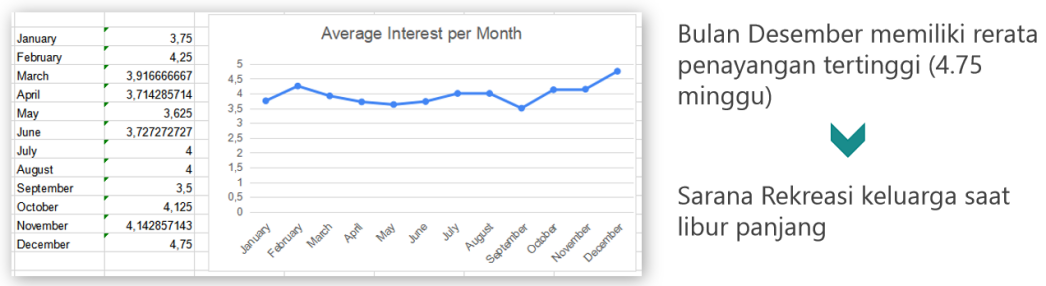 January 3,75
February 4,25
March 3,916666667
April 3,714285714
May 3,625
June 3,727272727
July 4
August 4
September 3,5
October 4,125
November 4,142857143
December 4,75
Average Interest per Month
5
4,5
4
3,5
3
2,5
2
1,5
1
0,5
0
January February March April May June July August September October November December
Bulan Desember memiliki rerata
penayangan tertinggi (4.75
minggu)
Sarana Rekreasi keluarga saat
libur panjang